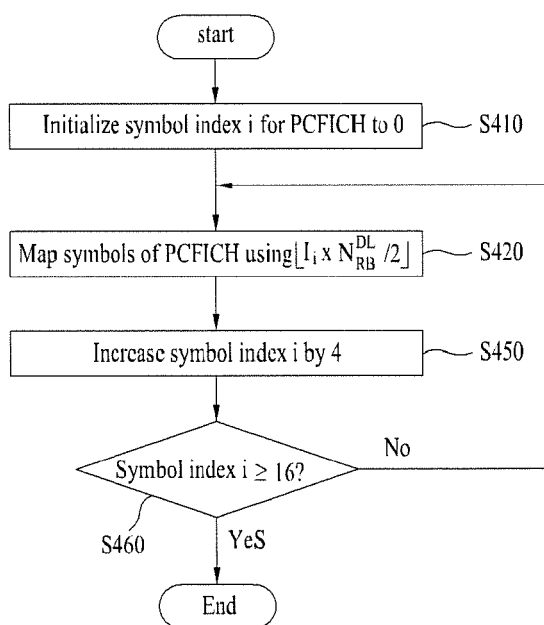 start
Initialize symbol index i for PCFICH to 0
S410
Map symbols of PCFICH using ⌊I_i x N_RB^DL /2⌋
S420
Increase symbol index i by 4
S450
Symbol index i ≥ 16?
No
S460
YeS
End